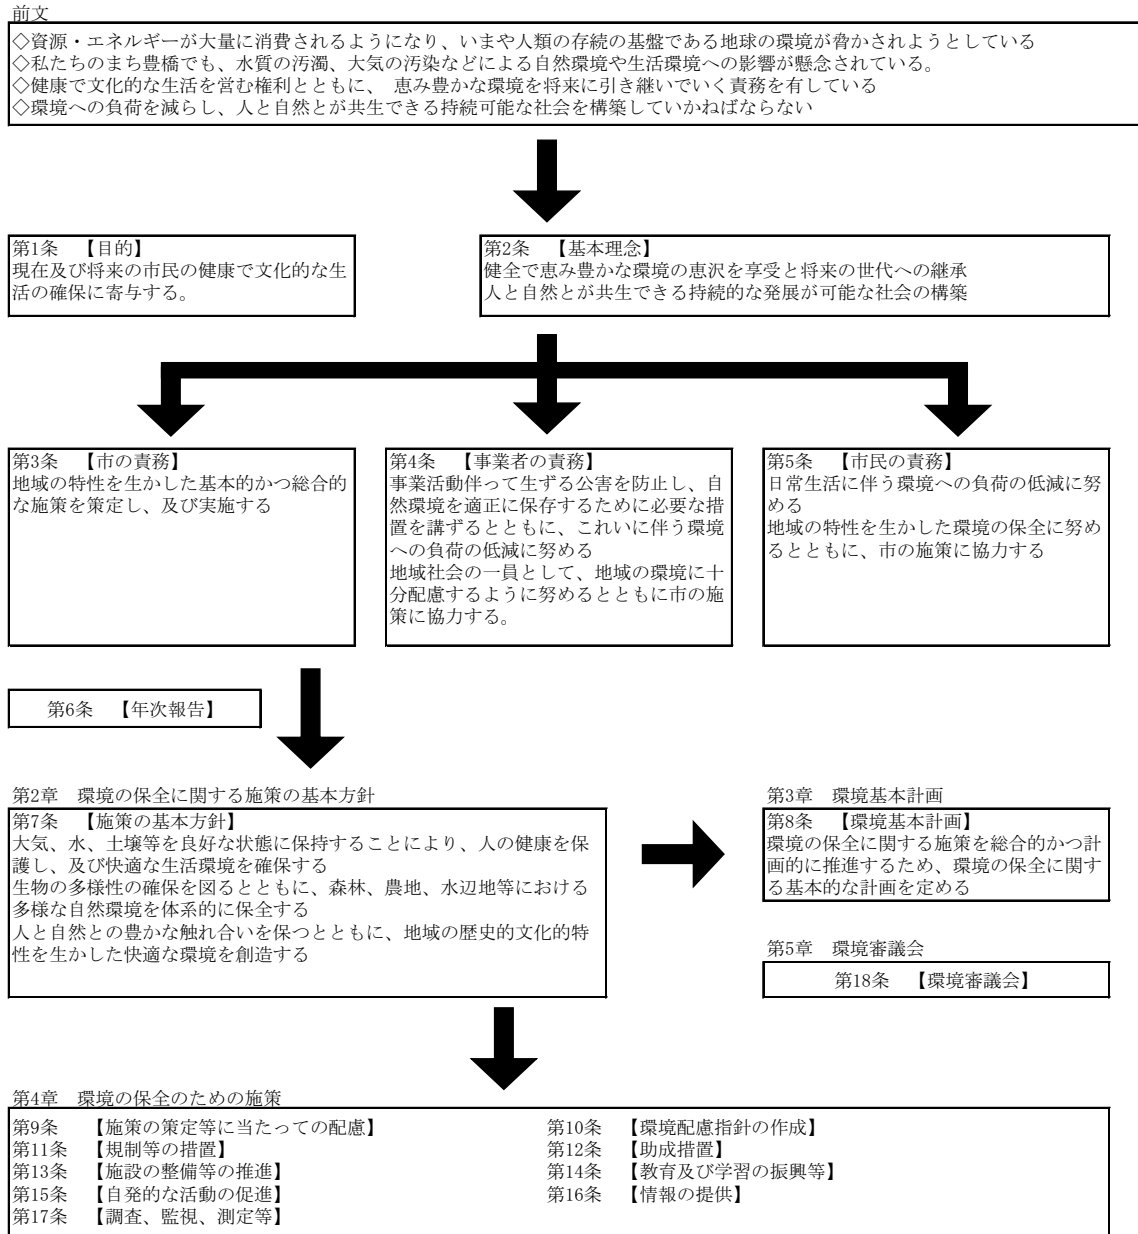 前文
◇資源・エネルギーが大量に消費されるようになり、いまや人類の存続の基盤である地球の環境が脅かされようとしている
◇私たちのまち豊橋でも、水質の汚濁、大気の汚染などによる自然環境や生活環境への影響が懸念されている。
◇健康で文化的な生活を営む権利とともに、 恵み豊かな環境を将来に引き継いでいく責務を有している
◇環境への負荷を減らし、人と自然とが共生できる持続可能な社会を構築していかねばならない
第1条 【目的】
現在及び将来の市民の健康で文化的な生
活の確保に寄与する。
第2条 【基本理念】
健全で恵み豊かな環境の恵沢を享受と将来の世代への継承
人と自然とが共生できる持続的な発展が可能な社会の構築
第3条 【市の責務】
地域の特性を生かした基本的かつ総合的
な施策を策定し、及び実施する
第4条 【事業者の責務】
事業活動伴って生ずる公害を防止し、自
然環境を適正に保存するために必要な措
置を講ずるとともに、これいに伴う環境
への負荷の低減に努める
地域社会の一員として、地域の環境に十
分配慮するように努めるとともに市の施
策に協力する。
第5条 【市民の責務】
日常生活に伴う環境への負荷の低減に努
める
地域の特性を生かした環境の保全に努め
るとともに、市の施策に協力する
第6条 【年次報告】
第2章 環境の保全に関する施策の基本方針
第7条 【施策の基本方針】
大気、水、土壌等を良好な状態に保持することにより、人の健康を保
護し、及び快適な生活環境を確保する
生物の多様性の確保を図るとともに、森林、農地、水辺地等における
多様な自然環境を体系的に保全する
人と自然との豊かな触れ合いを保つとともに、地域の歴史的文化的特
性を生かした快適な環境を創造する
第3章 環境基本計画
第8条 【環境基本計画】
環境の保全に関する施策を総合的かつ計
画的に推進するため、環境の保全に関す
る基本的な計画を定める
第5章 環境審議会
第18条 【環境審議会】
第4章 環境の保全のための施策
第9条 【施策の策定等に当たっての配慮】
第10条 【環境配慮指針の作成】
第11条 【規制等の措置】
第12条 【助成措置】
第13条 【施設の整備等の推進】
第14条 【教育及び学習の振興等】
第15条 【自発的な活動の促進】
第16条 【情報の提供】
第17条 【調査、監視、測定等】